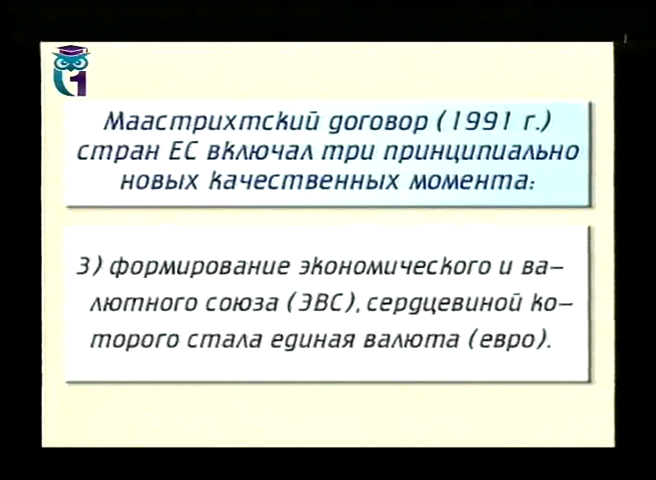 1
Маастрихтский договор (1991 г.)
стран ЕС включал три принципиально
новых качественных момента:
3) формирование экономического и ва–
лютного союза (ЭВС), сердцевиной ко–
торого стала единая валюта (евро).